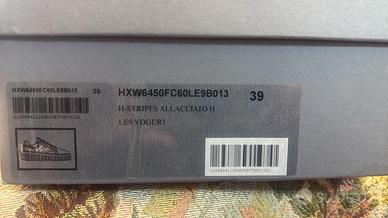 HXW6450FC60LE9B013 39
HXW6450FC60LE9B013 39
H-STRIPES ALLACCIATO H
LE9 YOGURT